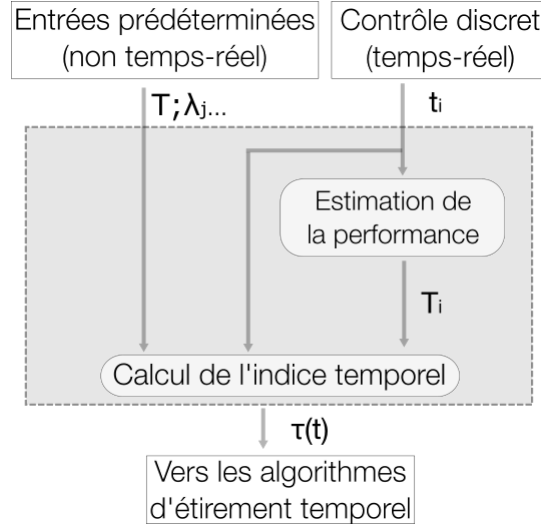 Entrées prédéterminées
(non temps-réel)
Contrôle discret
(temps-réel)
T;λj...
ti
Estimation de
la performance
Ti
Calcul de l'indice temporel
τ(t)
Vers les algorithmes
d'étirement temporel